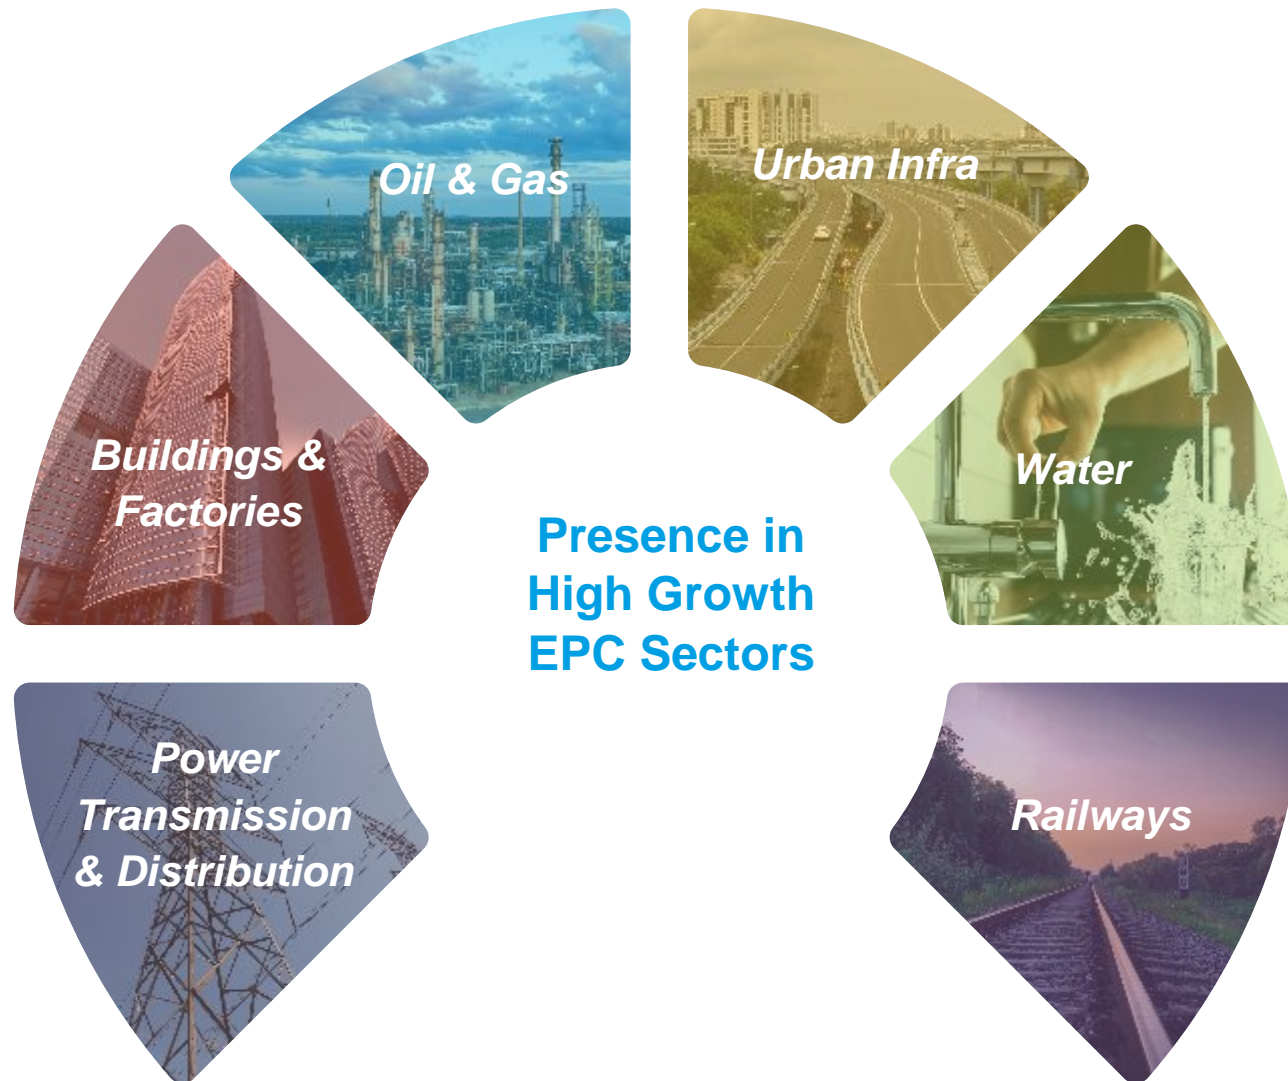 Oil & Gas
Urban Infra
Buildings &
Factories
Water
Presence in
High Growth
EPC Sectors
Power
Transmission
& Distribution
Railways